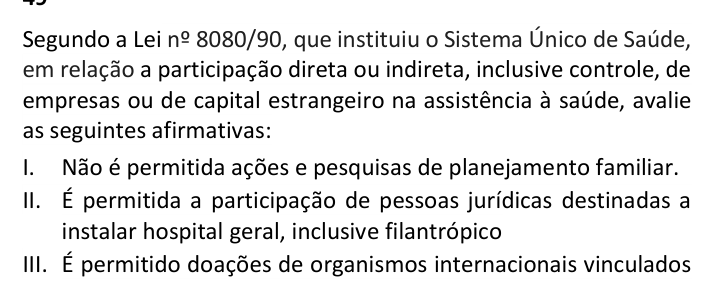 Segundo a Lei nº 8080/90, que instituiu o Sistema Único de Saúde,
em relação a participação direta ou indireta, inclusive controle, de
empresas ou de capital estrangeiro na assistência à saúde, avalie
as seguintes afirmativas:
I. Não é permitida ações e pesquisas de planejamento familiar.
II. É permitida a participação de pessoas jurídicas destinadas a
instalar hospital geral, inclusive filantrópico
III. É permitido doações de organismos internacionais vinculados